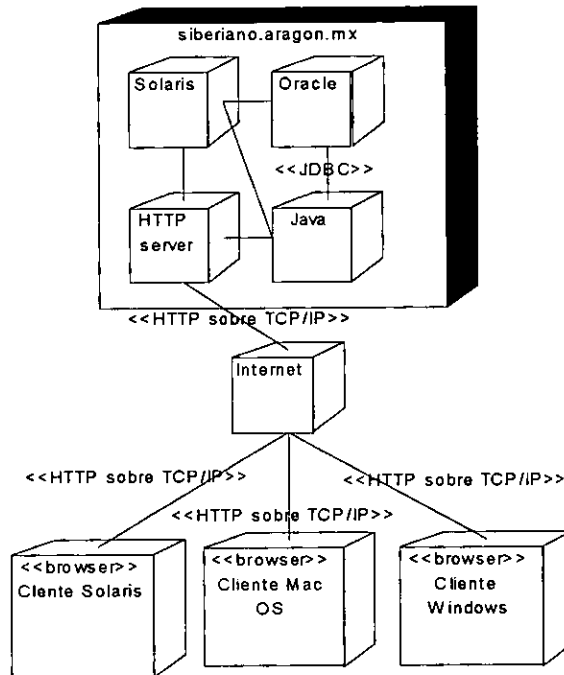 siberiano.aragon.mx
Solaris
Oracle
<<JDBC>>
HTTP
server
Java
<<HTTP sobre TCP/IP>>
Internet
<<HTTP sobre TCP/IP>>
<<HTTP sobre TCP/IP>>
<<HTTP sobre TCP/IP>>
<<browser>>
Clente Solaris
<<browser>>
Cliente Mac
OS
<<browser>>
Cliente
Windows